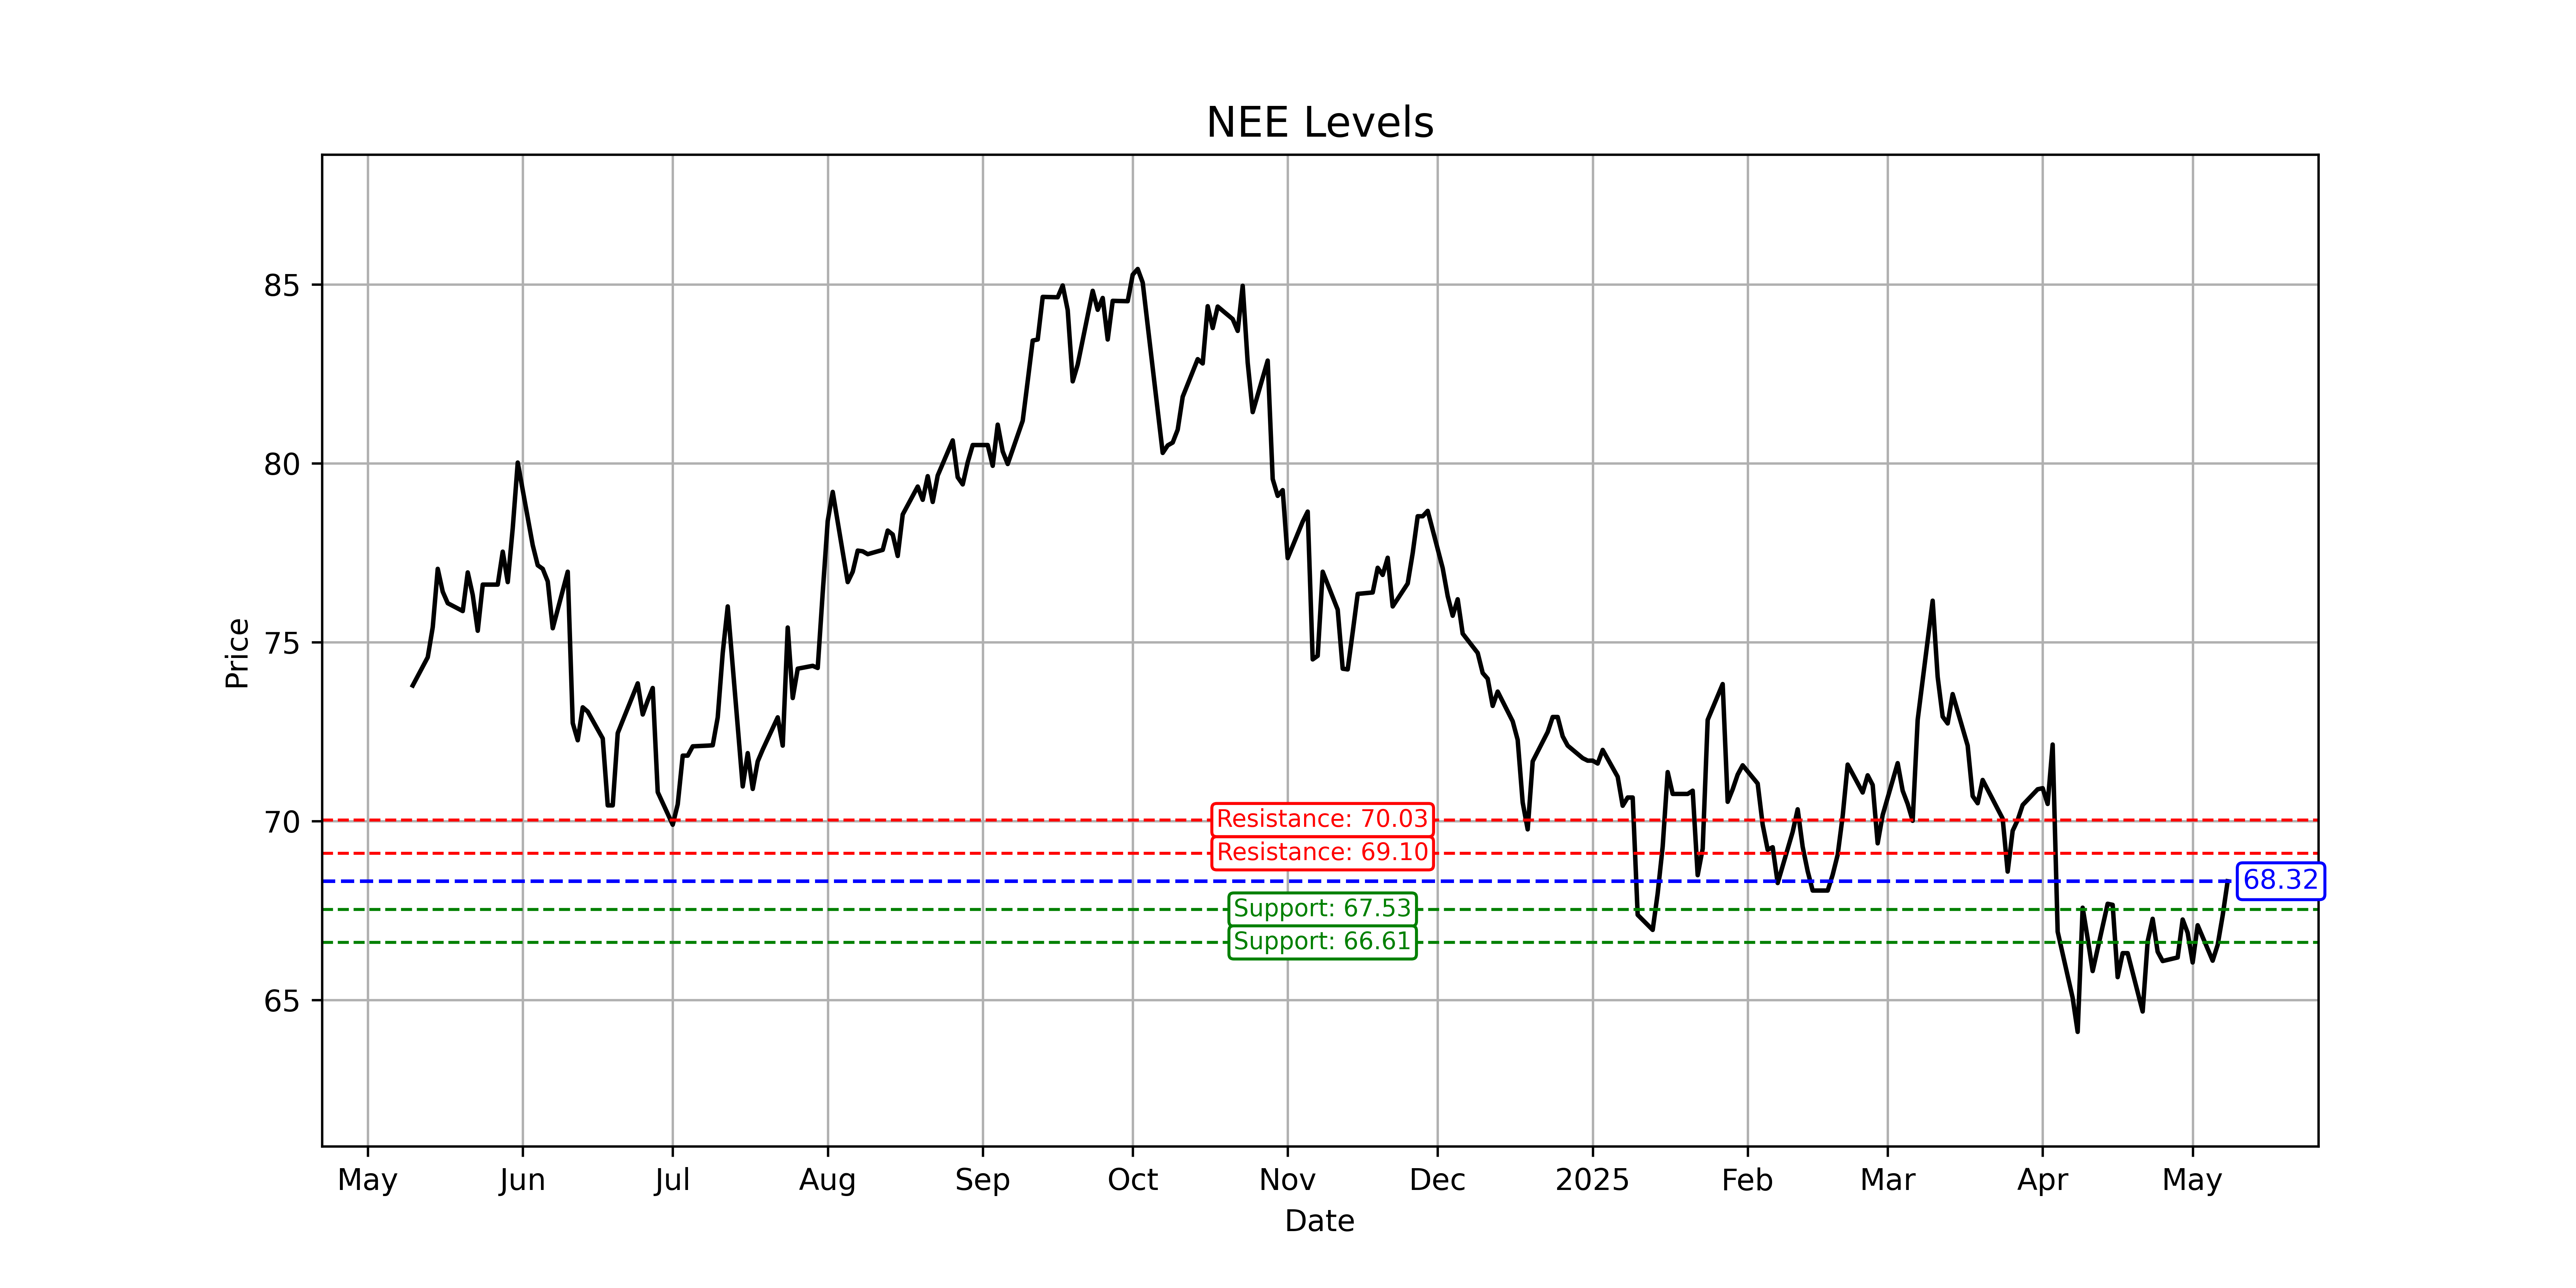 NEE Levels
Price
85
80
75
70
65
Resistance: 70.03
Resistance: 69.10
68.32
Support: 67.53
Support: 66.61
May Jun Jul Aug Sep Oct Nov Dec 2025 Feb Mar Apr May
Date